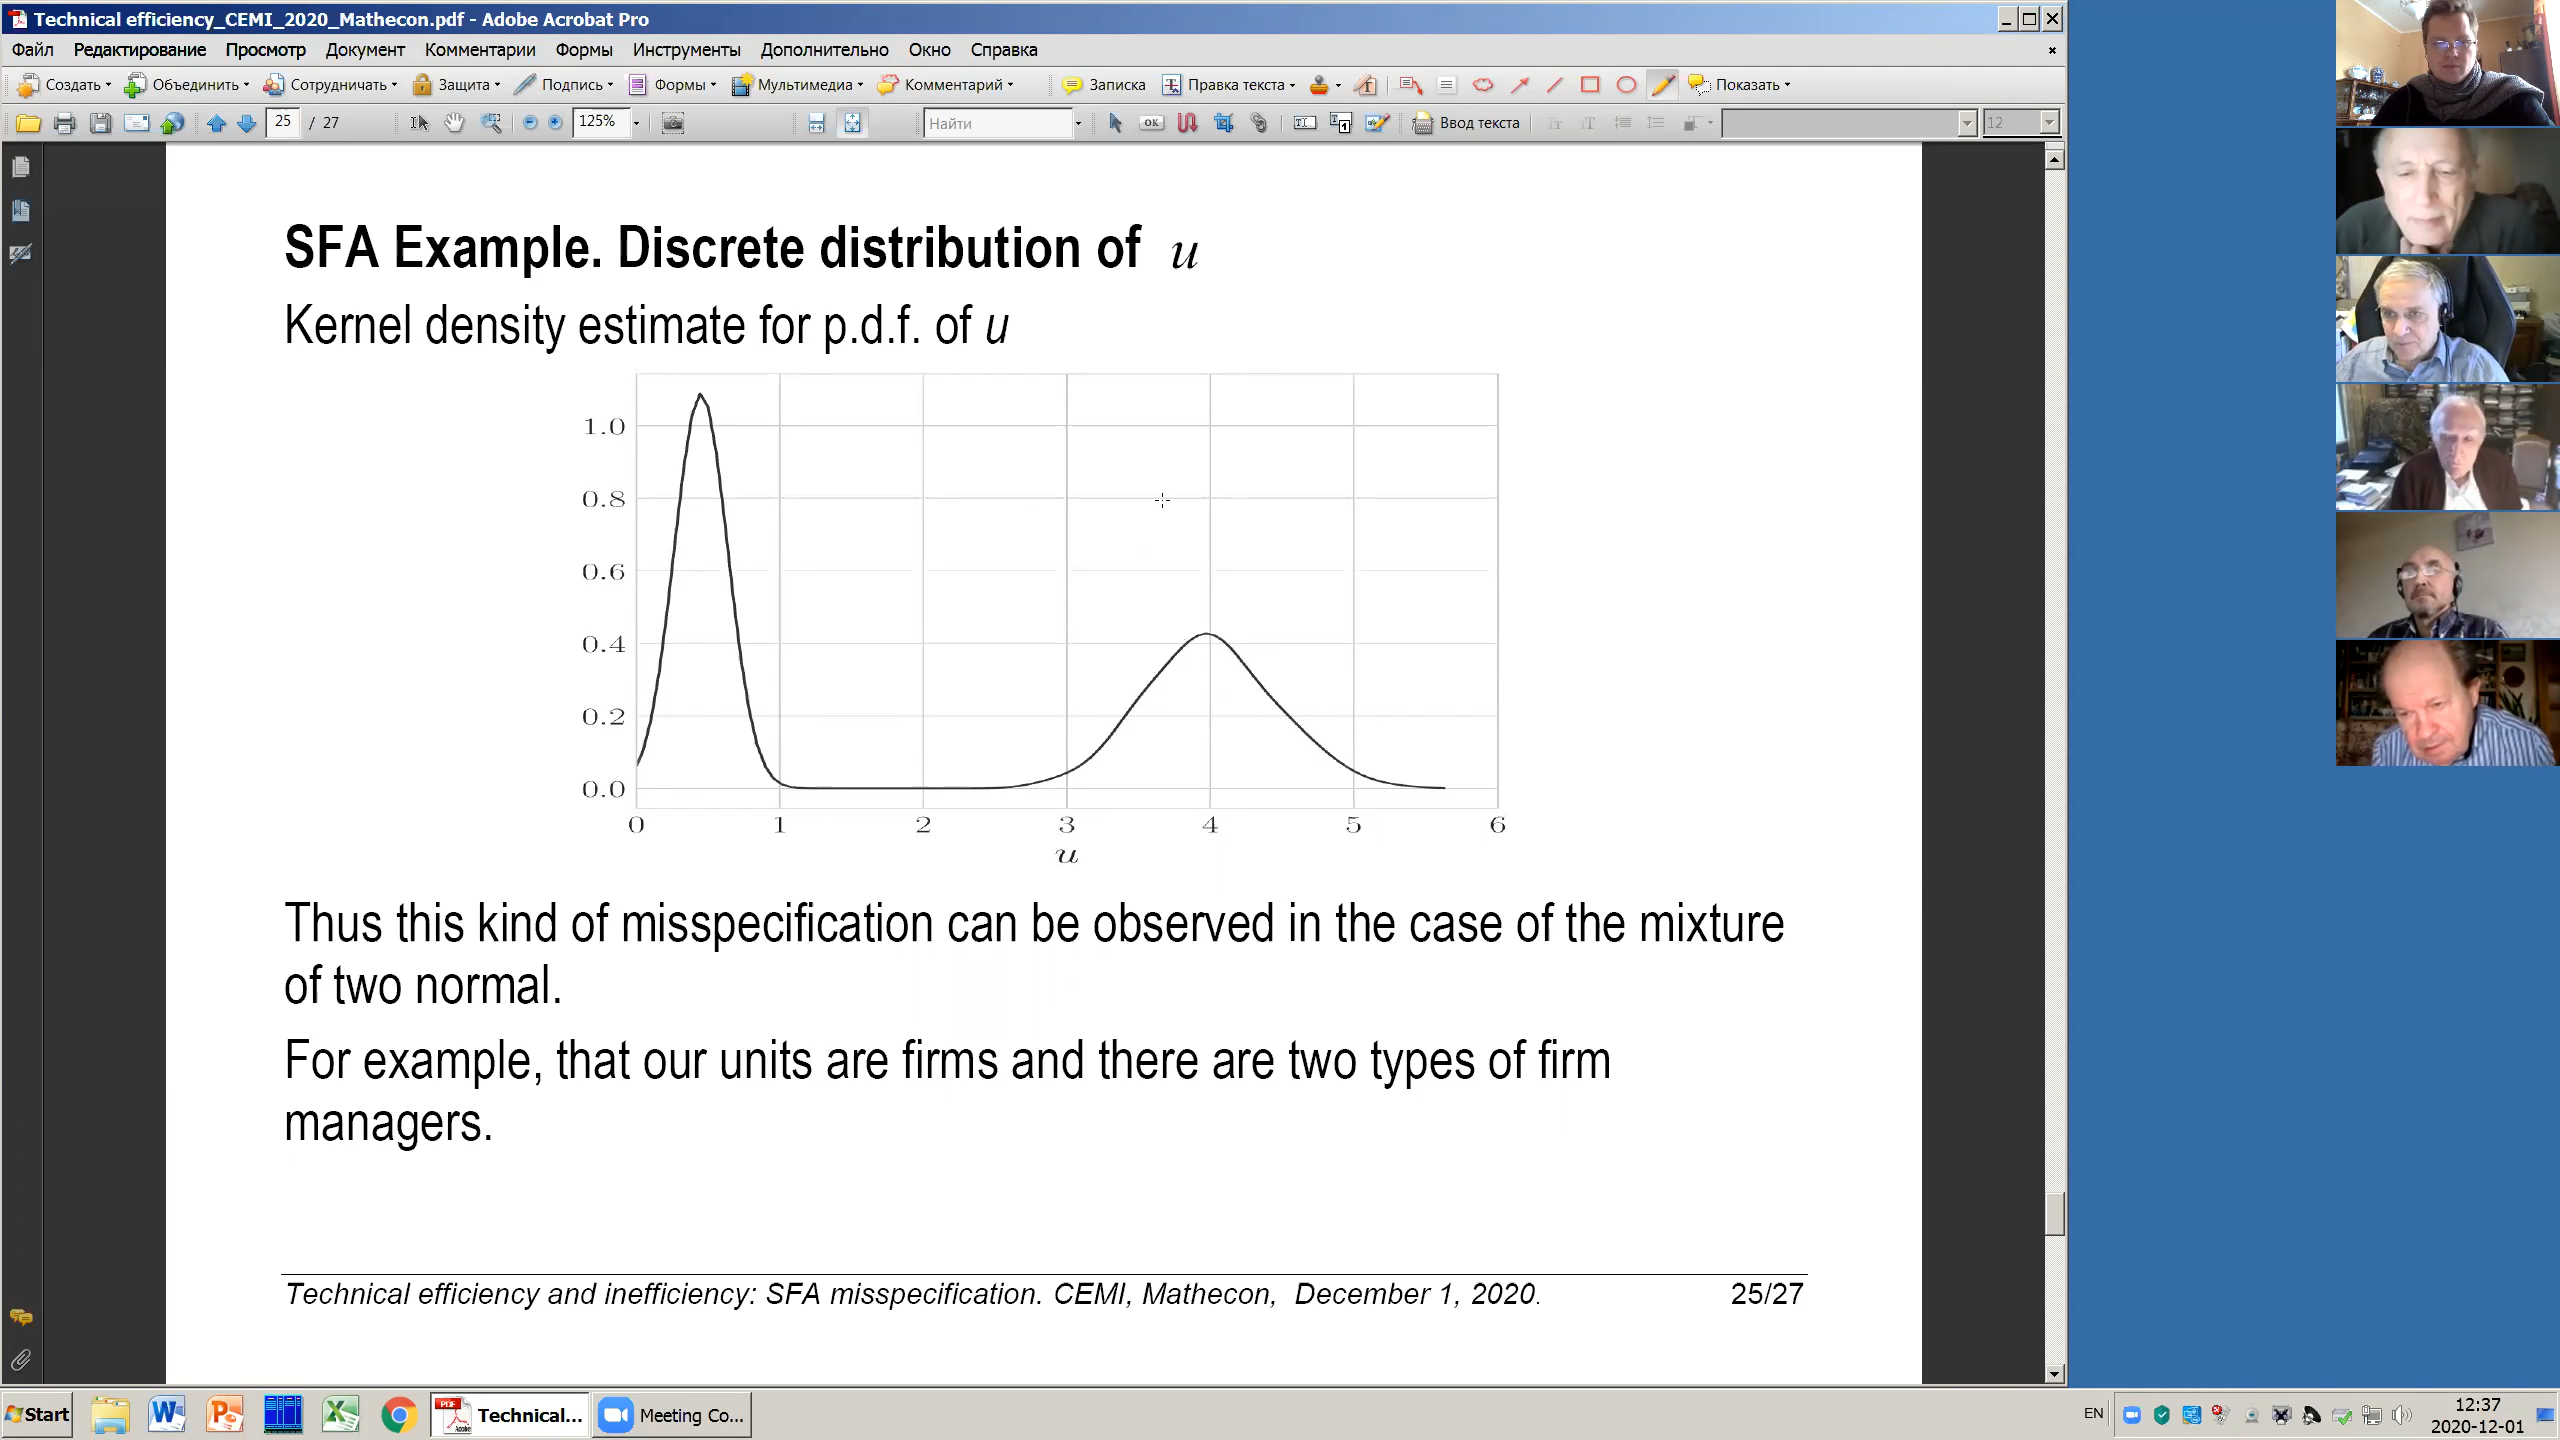 Technical efficiency_CEMI_2020_Mathecon.pdf - Adobe Acrobat Pro
Файл Редактирование Просмотр Документ Комментарии Формы Инструменты Дополнительно Окно Справка
Создать Объединить Сотрудничать Защита Подпись Формы Мультимедиа Комментарий Записка Правка текста Показать
25 / 27 125% Найти OK Ввод текста 12
SFA Example. Discrete distribution of u
Kernel density estimate for p.d.f. of u
1.0
0.8
0.6
0.4
0.2
0.0
0 1 2 3 4 5 6
u
Thus this kind of misspecification can be observed in the case of the mixture
of two normal.
For example, that our units are firms and there are two types of firm
managers.
Technical efficiency and inefficiency: SFA misspecification. CEMI, Mathecon, December 1, 2020. 25/27
Start Technical... Meeting Co... EN 12:37
2020-12-01